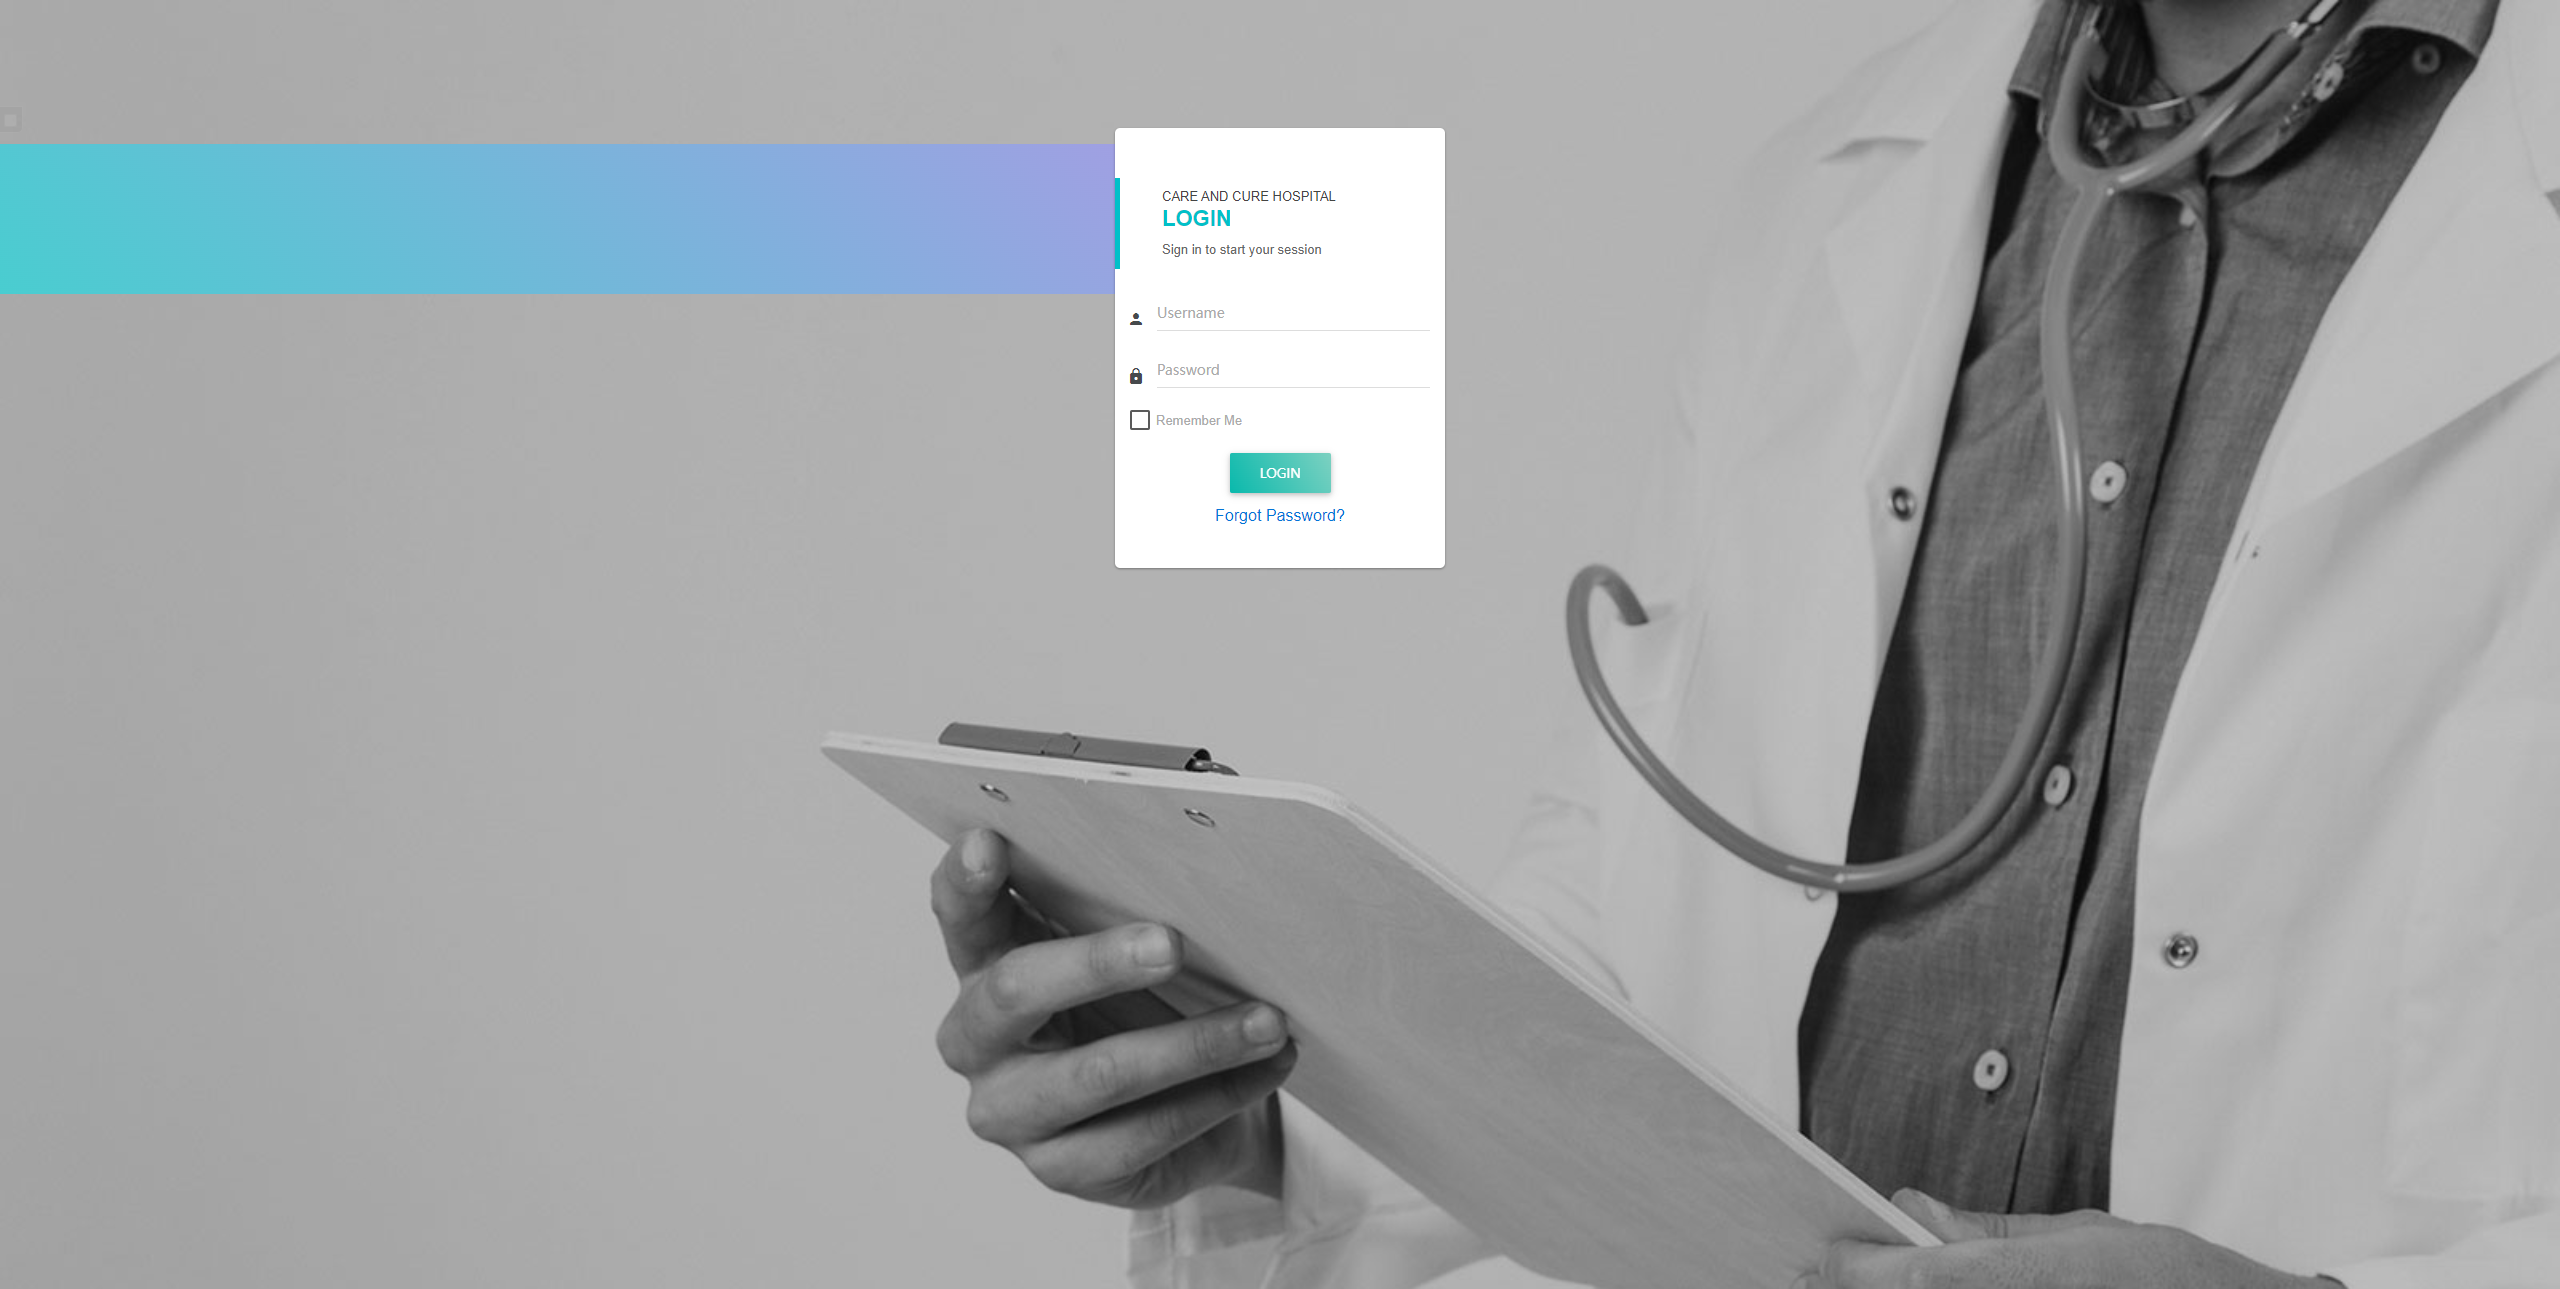 CARE AND CURE HOSPITAL
LOGIN
Sign in to start your session
Username
Password
Remember Me
LOGIN
Forgot Password?